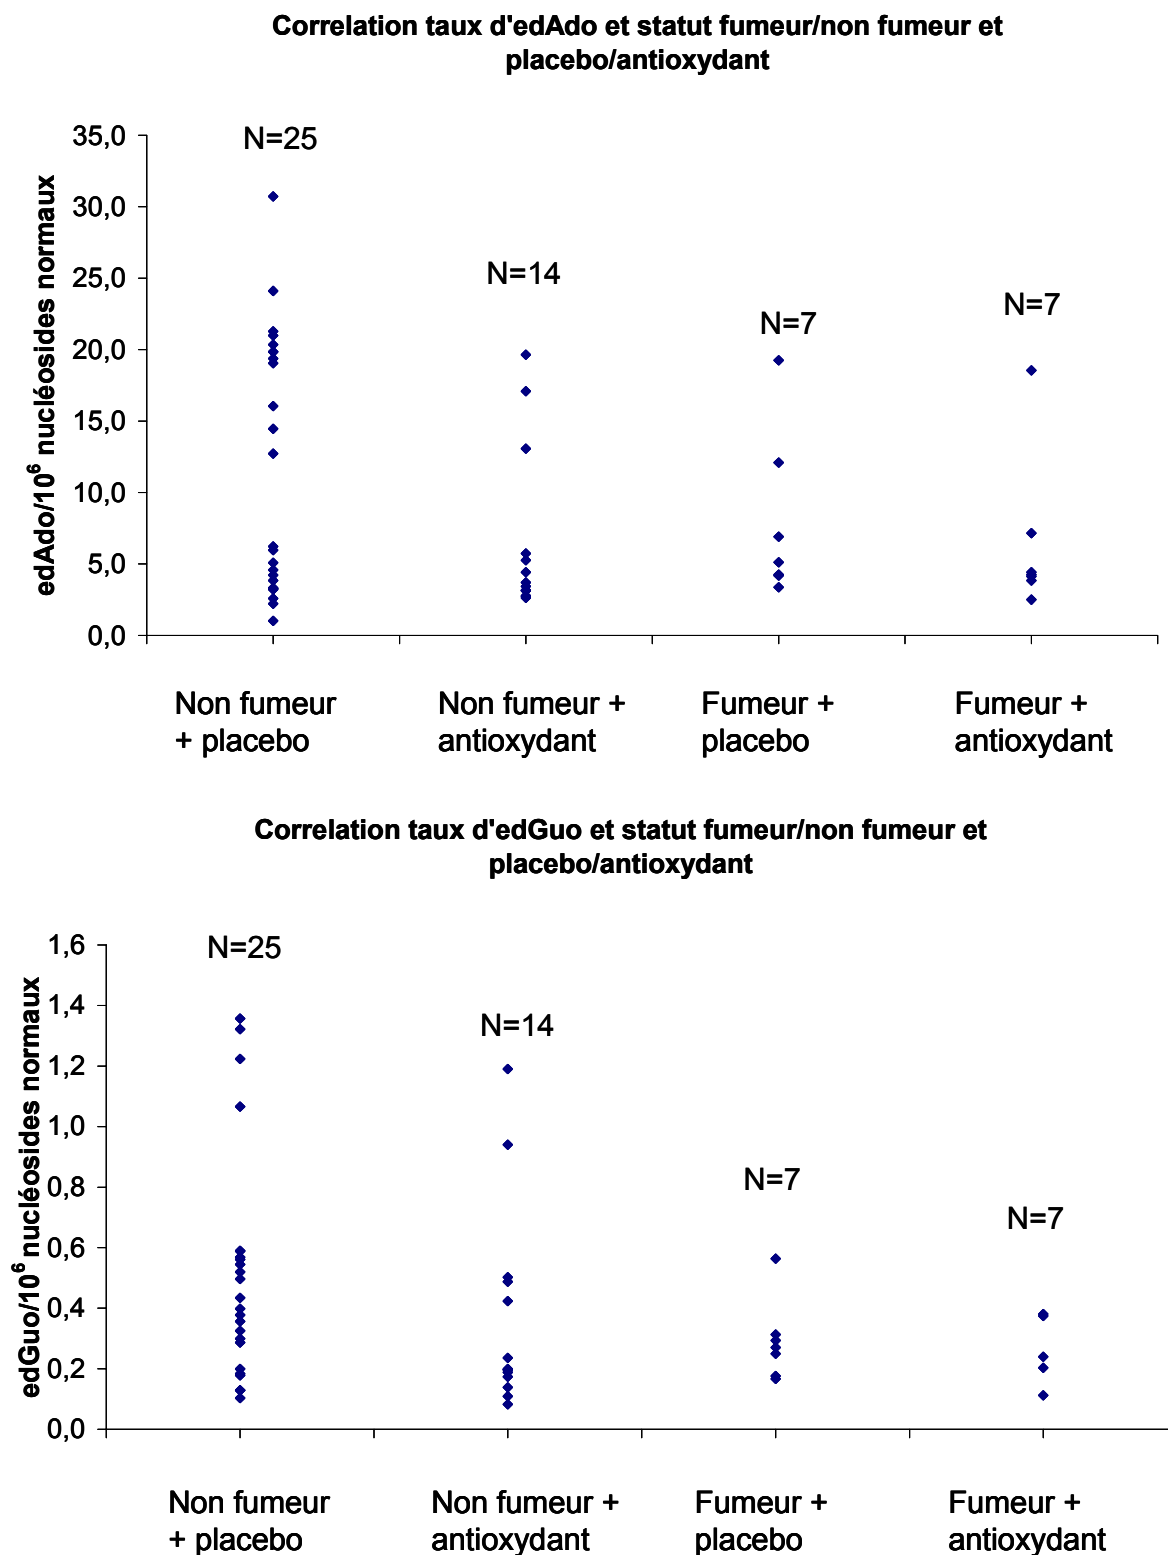 Correlation taux d'edAdo et statut fumeur/non fumeur et
placebo/antioxydant
edAdo/10⁶ nucléosides normaux
35,0
30,0
25,0
20,0
15,0
10,0
5,0
0,0
N=25
N=14
N=7
N=7
Non fumeur
+ placebo
Non fumeur +
antioxydant
Fumeur +
placebo
Fumeur +
antioxydant
Correlation taux d'edGuo et statut fumeur/non fumeur et
placebo/antioxydant
edGuo/10⁶ nucléosides normaux
1,6
1,4
1,2
1,0
0,8
0,6
0,4
0,2
0,0
N=25
N=14
N=7
N=7
Non fumeur
+ placebo
Non fumeur +
antioxydant
Fumeur +
placebo
Fumeur +
antioxydant